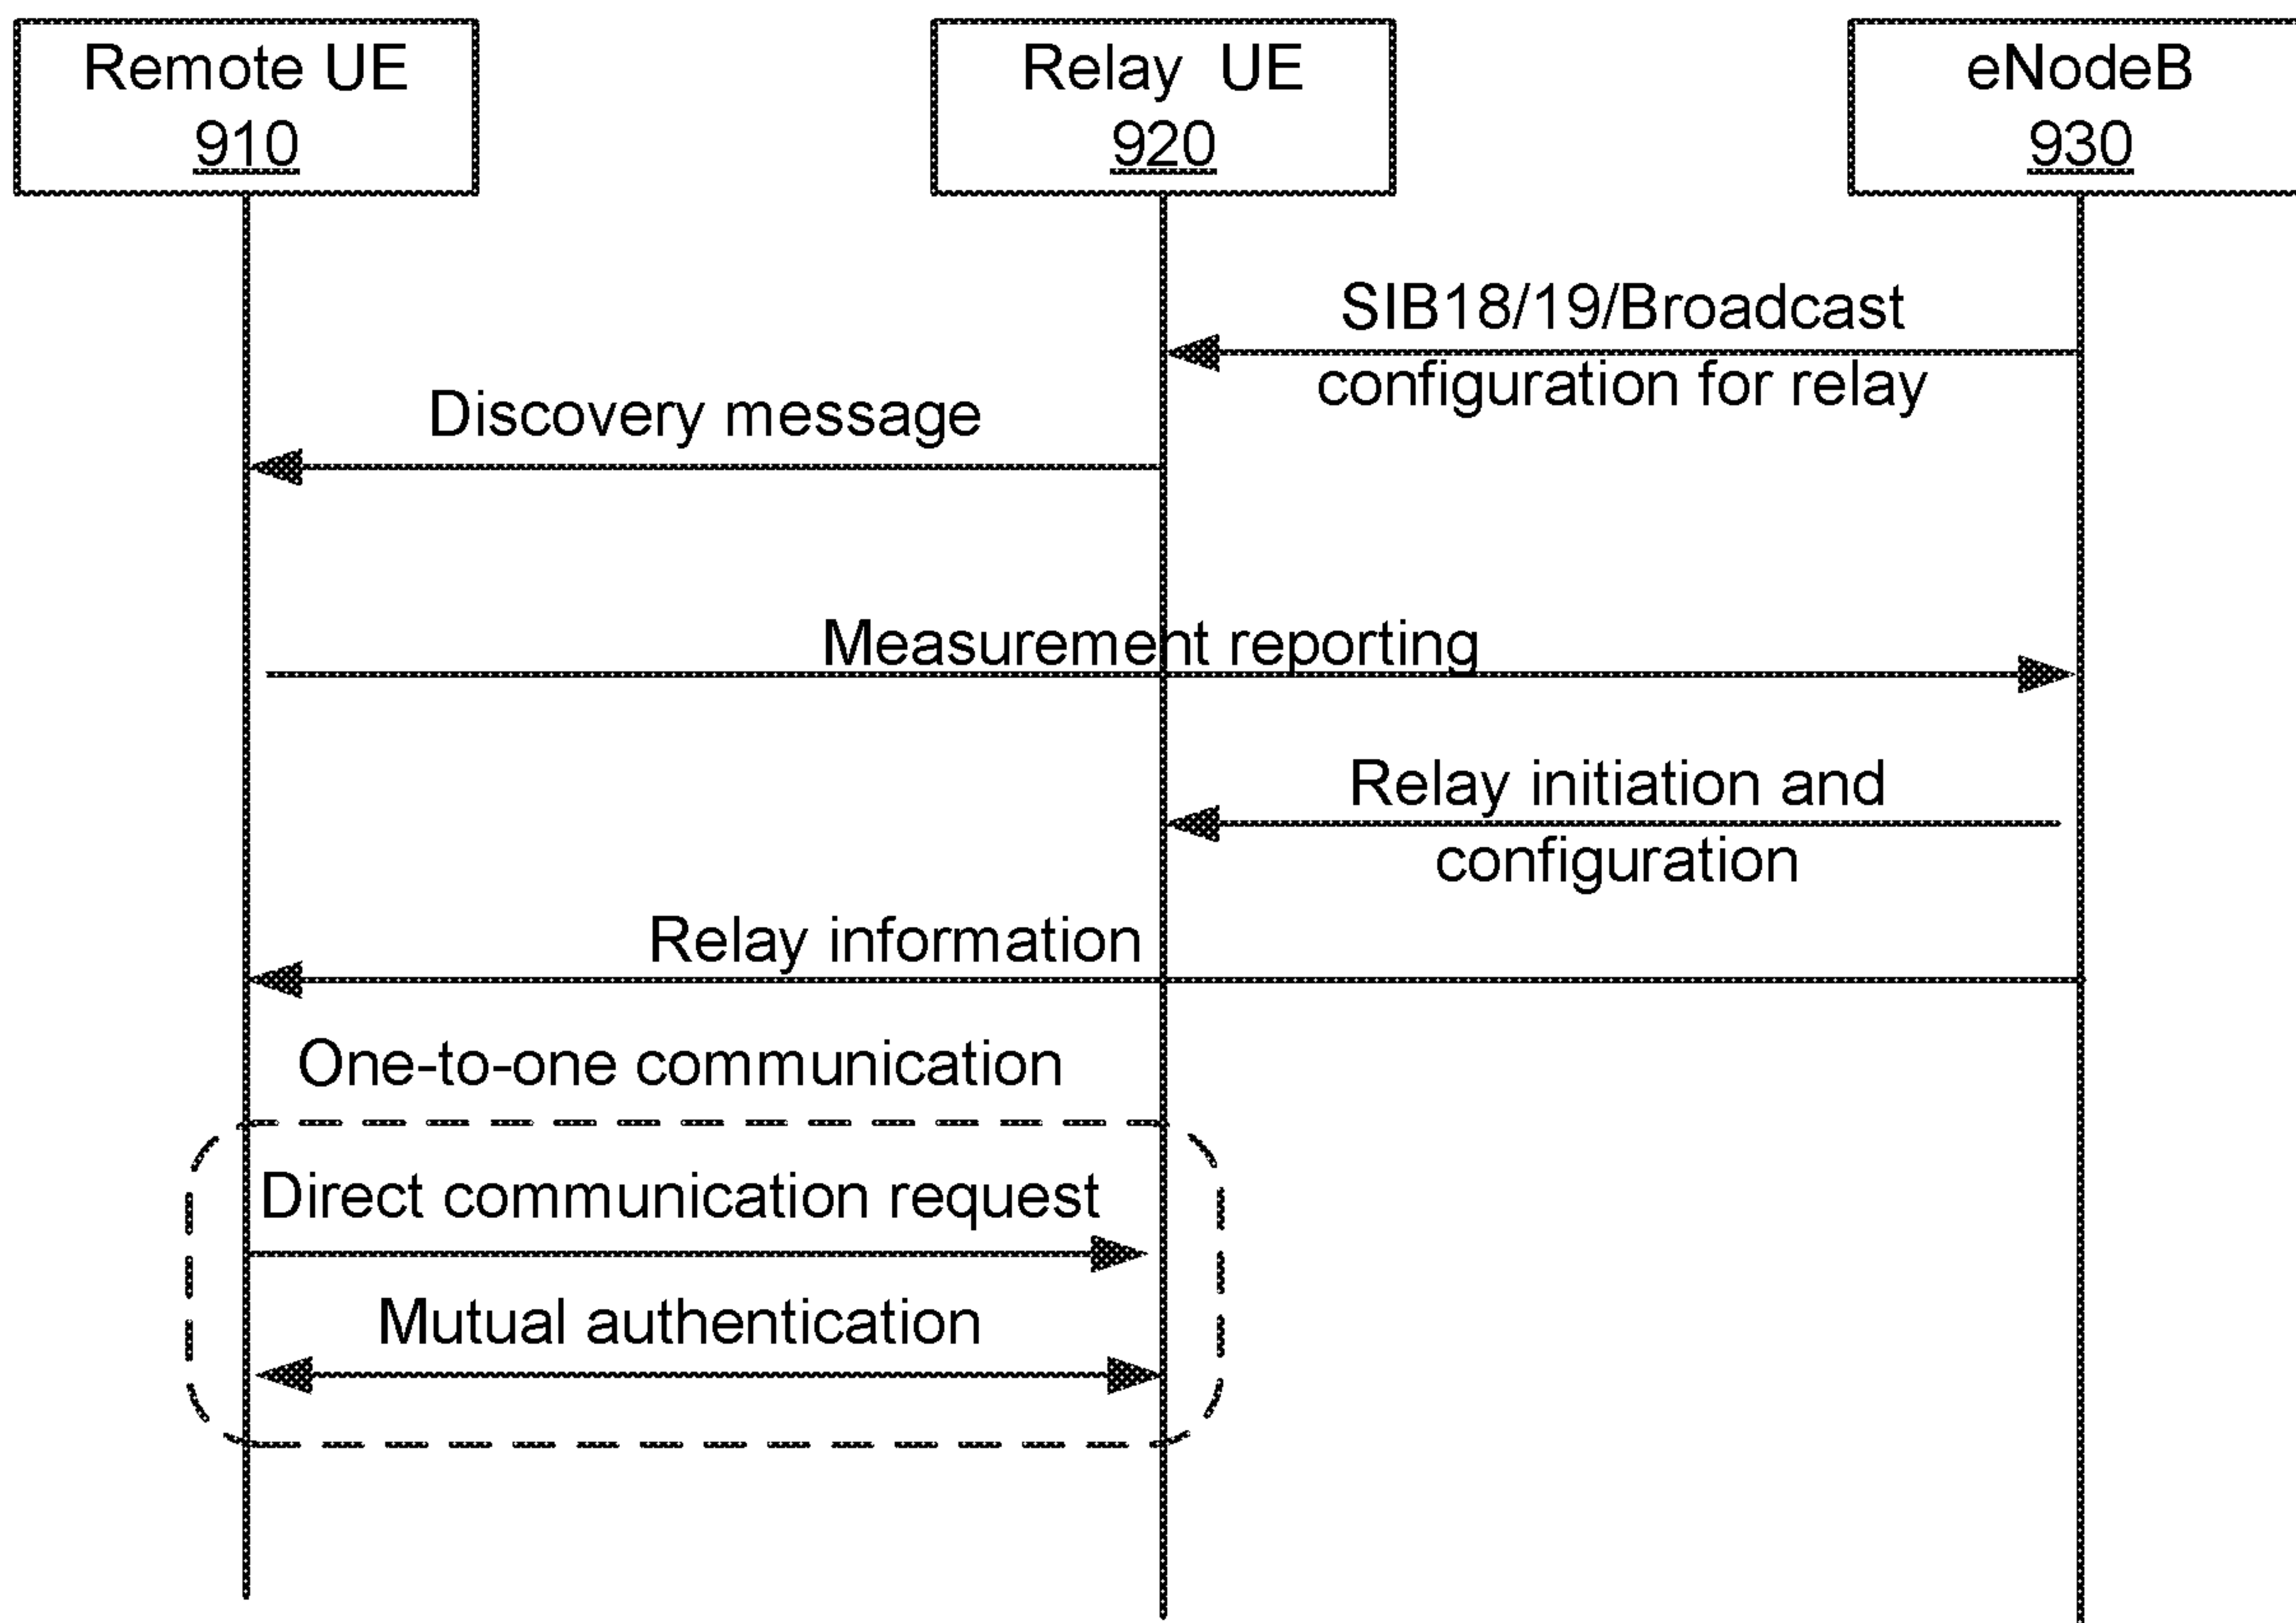 Remote UE
910
Relay UE
920
eNodeB
930
SIB18/19/Broadcast
configuration for relay
Discovery message
Measurement reporting
Relay initiation and
configuration
Relay information
One-to-one communication
Direct communication request
Mutual authentication